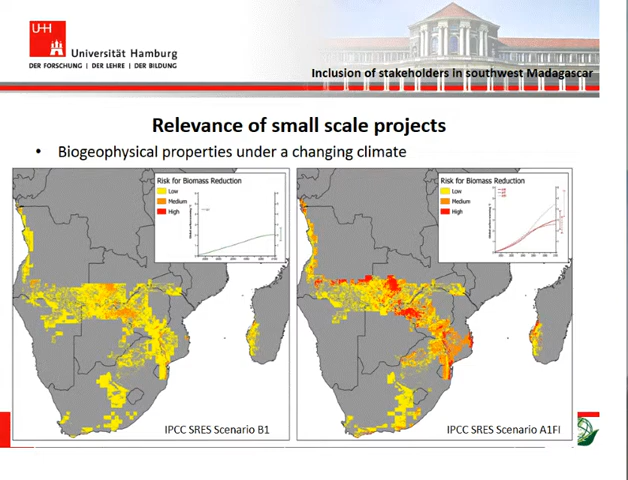 UHH
Universität Hamburg
DER FORSCHUNG | DER LEHRE | DER BILDUNG
Inclusion of stakeholders in southwest Madagascar
Relevance of small scale projects
• Biogeophysical properties under a changing climate
Risk for Biomass Reduction
Low
Medium
High
IPCC SRES Scenario B1
Risk for Biomass Reduction
Low
Medium
High
IPCC SRES Scenario A1FI